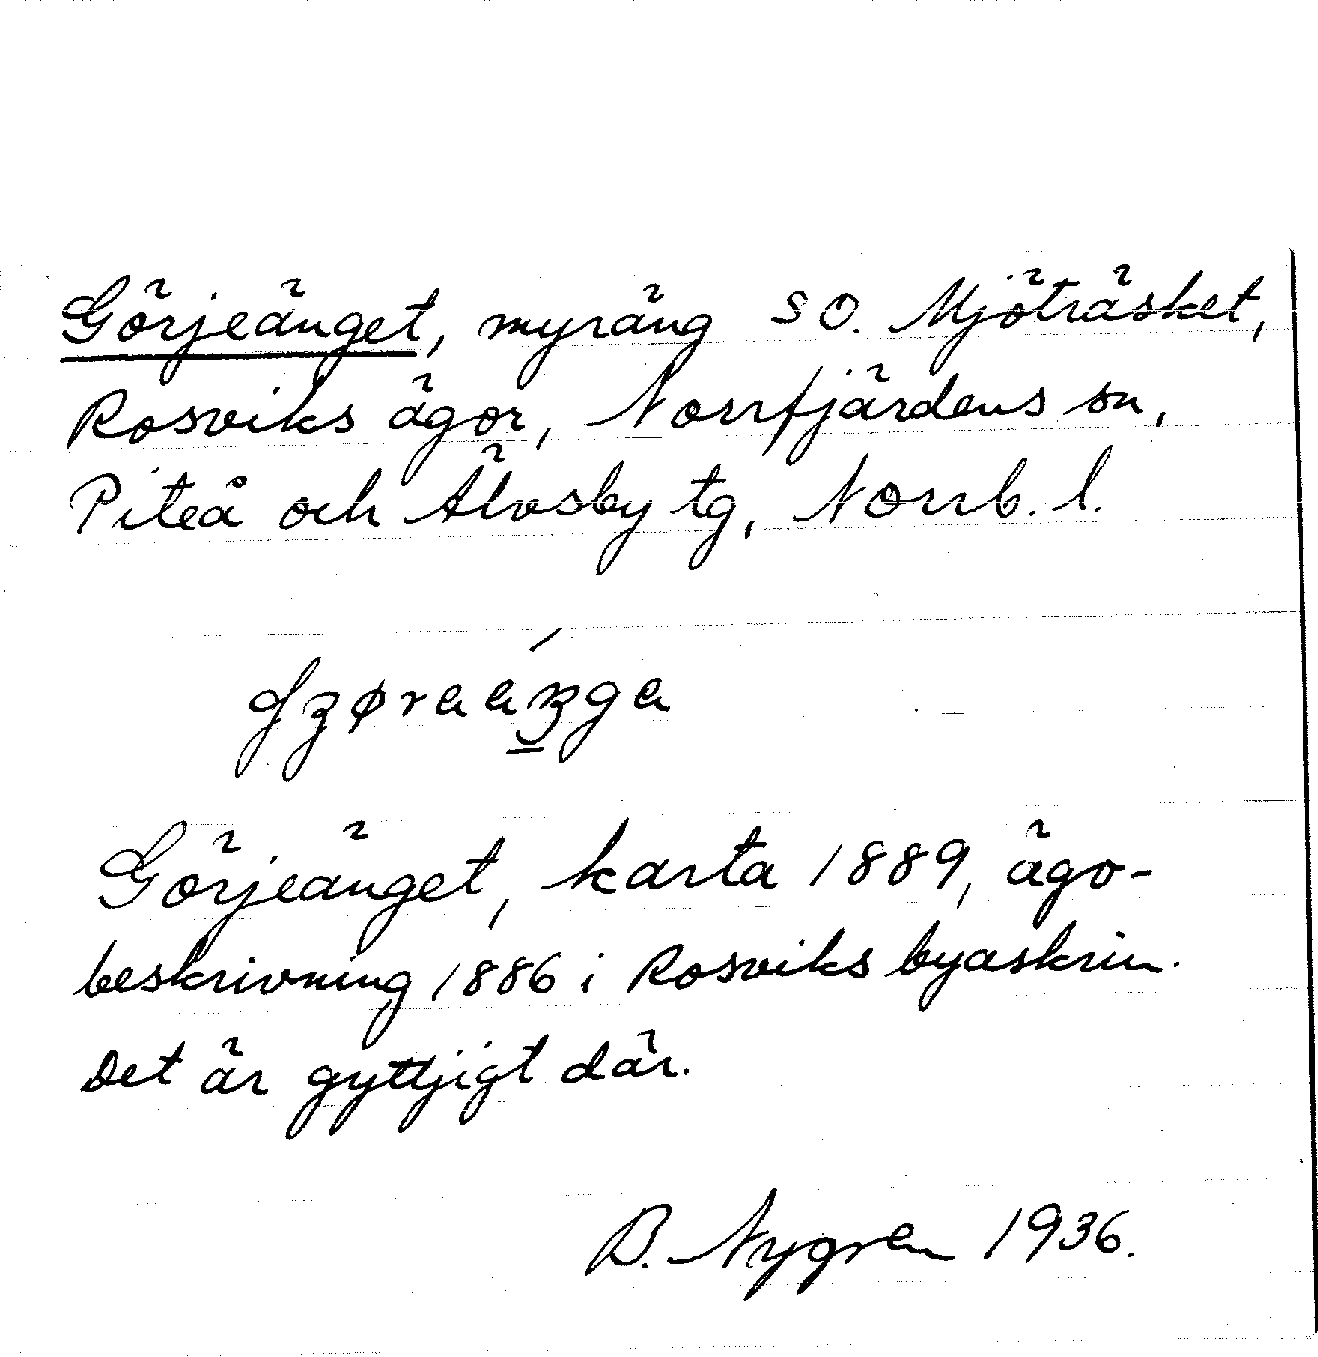 Görjeänget, myräng SO. Mjöträsket,
Rosviks ägor, Norrfjärdens sn,
Piteå och Älvsby tg, Norrb. l.
Görjeänget, karta 1889, ägo-
beskrivning 1886 i Rosviks byaskrin.
Det är gyttjigt där.
B. Nygren 1936.